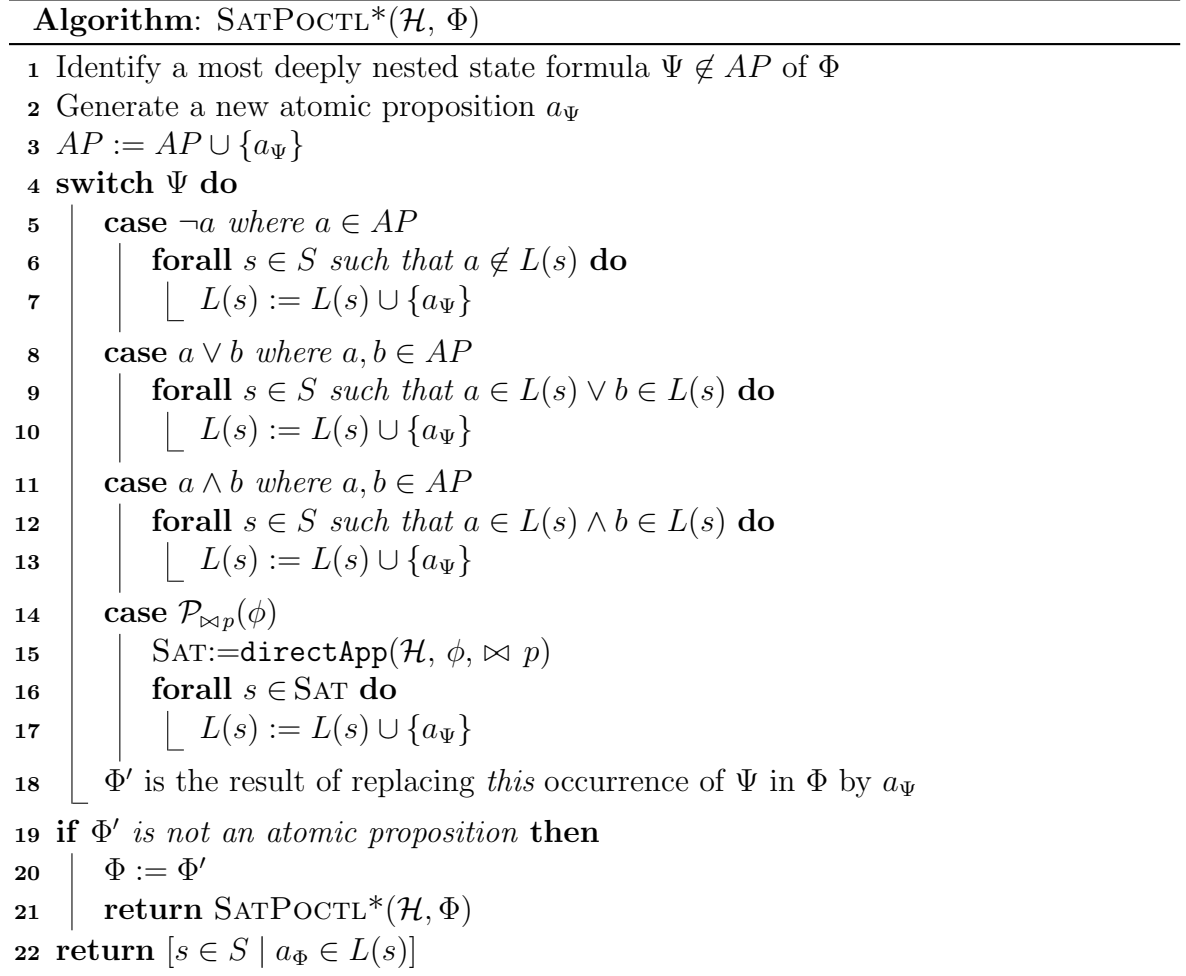 Algorithm: SATPOCTL*(ℋ, Φ)
1 Identify a most deeply nested state formula Ψ ∉ AP of Φ
2 Generate a new atomic proposition a_Ψ
3 AP := AP ∪ {a_Ψ}
4 switch Ψ do
5 case ¬a where a ∈ AP
6 forall s ∈ S such that a ∉ L(s) do
7 L(s) := L(s) ∪ {a_Ψ}
8 case a ∨ b where a, b ∈ AP
9 forall s ∈ S such that a ∈ L(s) ∨ b ∈ L(s) do
10 L(s) := L(s) ∪ {a_Ψ}
11 case a ∧ b where a, b ∈ AP
12 forall s ∈ S such that a ∈ L(s) ∧ b ∈ L(s) do
13 L(s) := L(s) ∪ {a_Ψ}
14 case 𝒫_{⋈p}(ϕ)
15 SAT:=directApp(ℋ, ϕ, ⋈ p)
16 forall s ∈ SAT do
17 L(s) := L(s) ∪ {a_Ψ}
18 Φ′ is the result of replacing this occurrence of Ψ in Φ by a_Ψ
19 if Φ′ is not an atomic proposition then
20 Φ := Φ′
21 return SATPOCTL*(ℋ, Φ)
22 return [s ∈ S | a_Φ ∈ L(s)]